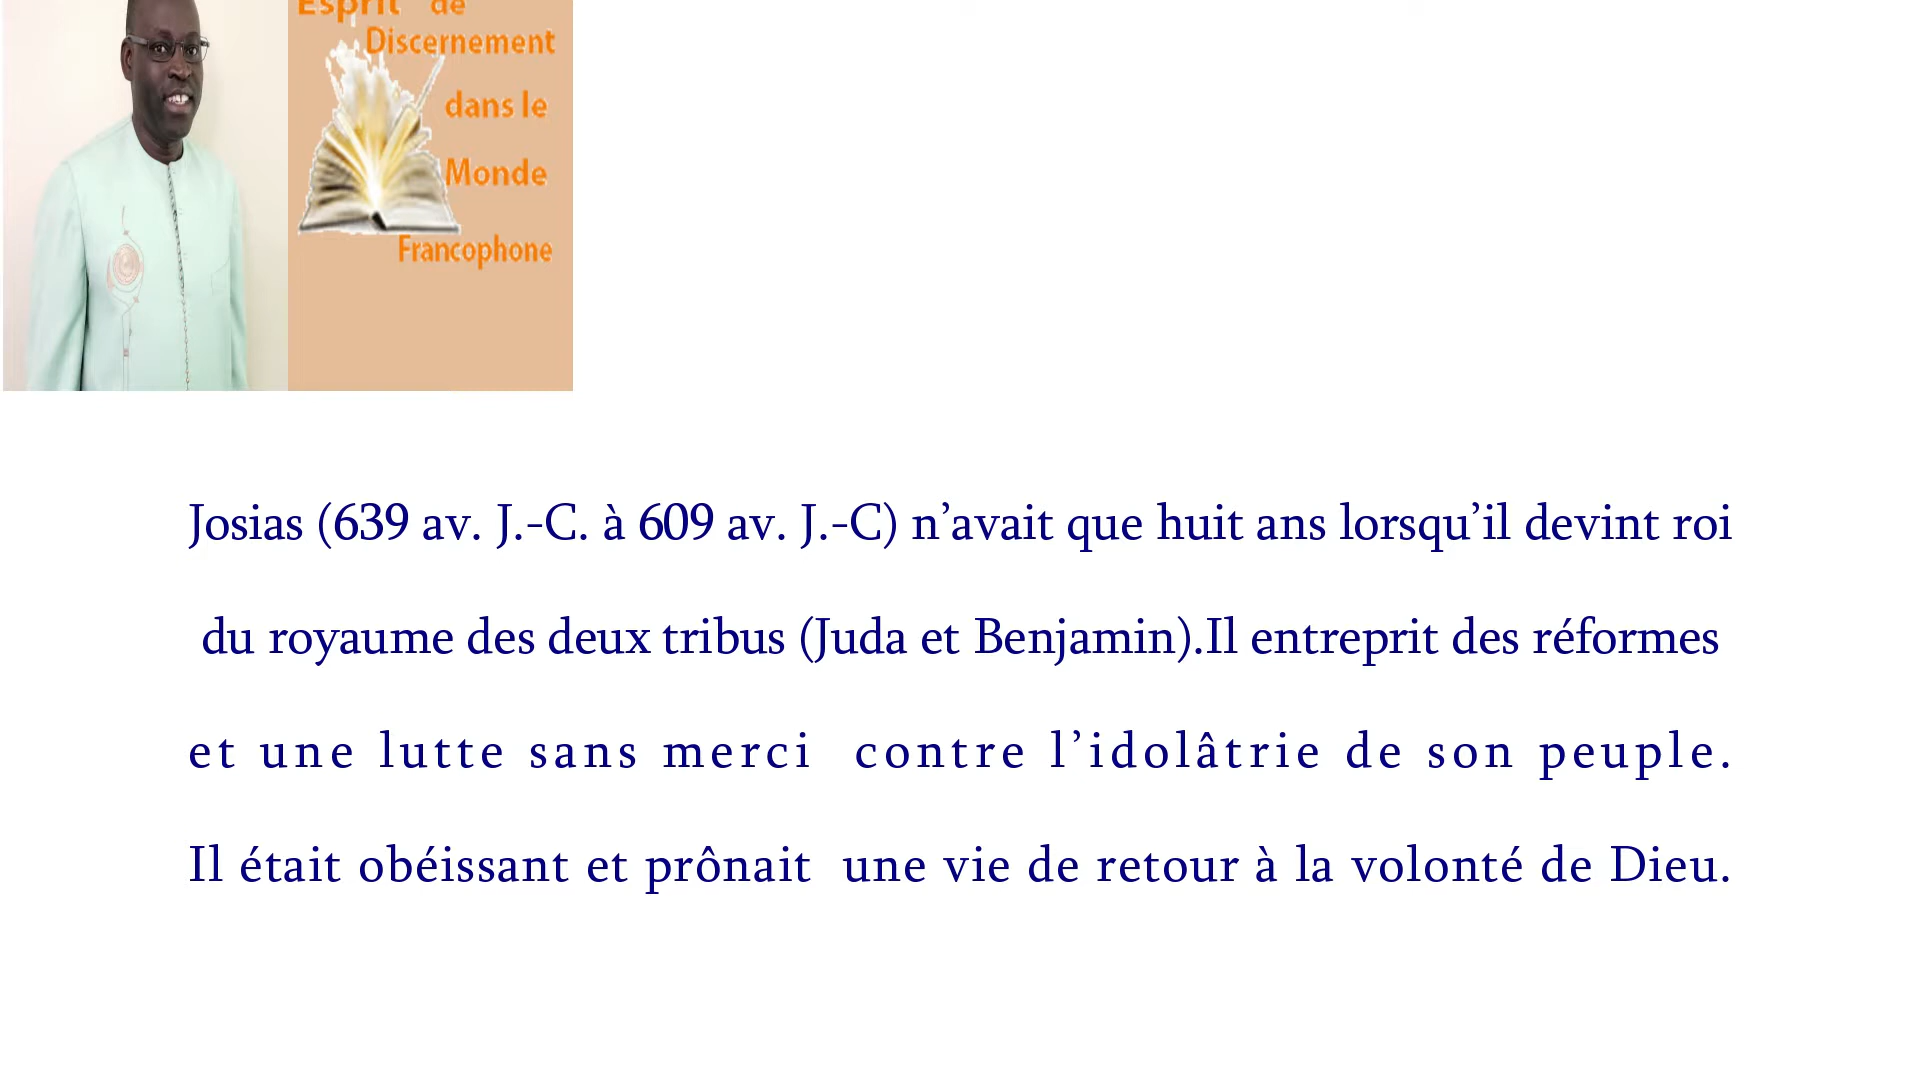 Esprit de
Discernement
dans le
Monde
Francophone
Josias (639 av. J.-C. à 609 av. J.-C) n’avait que huit ans lorsqu’il devint roi
du royaume des deux tribus (Juda et Benjamin).Il entreprit des réformes
et une lutte sans merci contre l’idolâtrie de son peuple.
Il était obéissant et prônait une vie de retour à la volonté de Dieu.